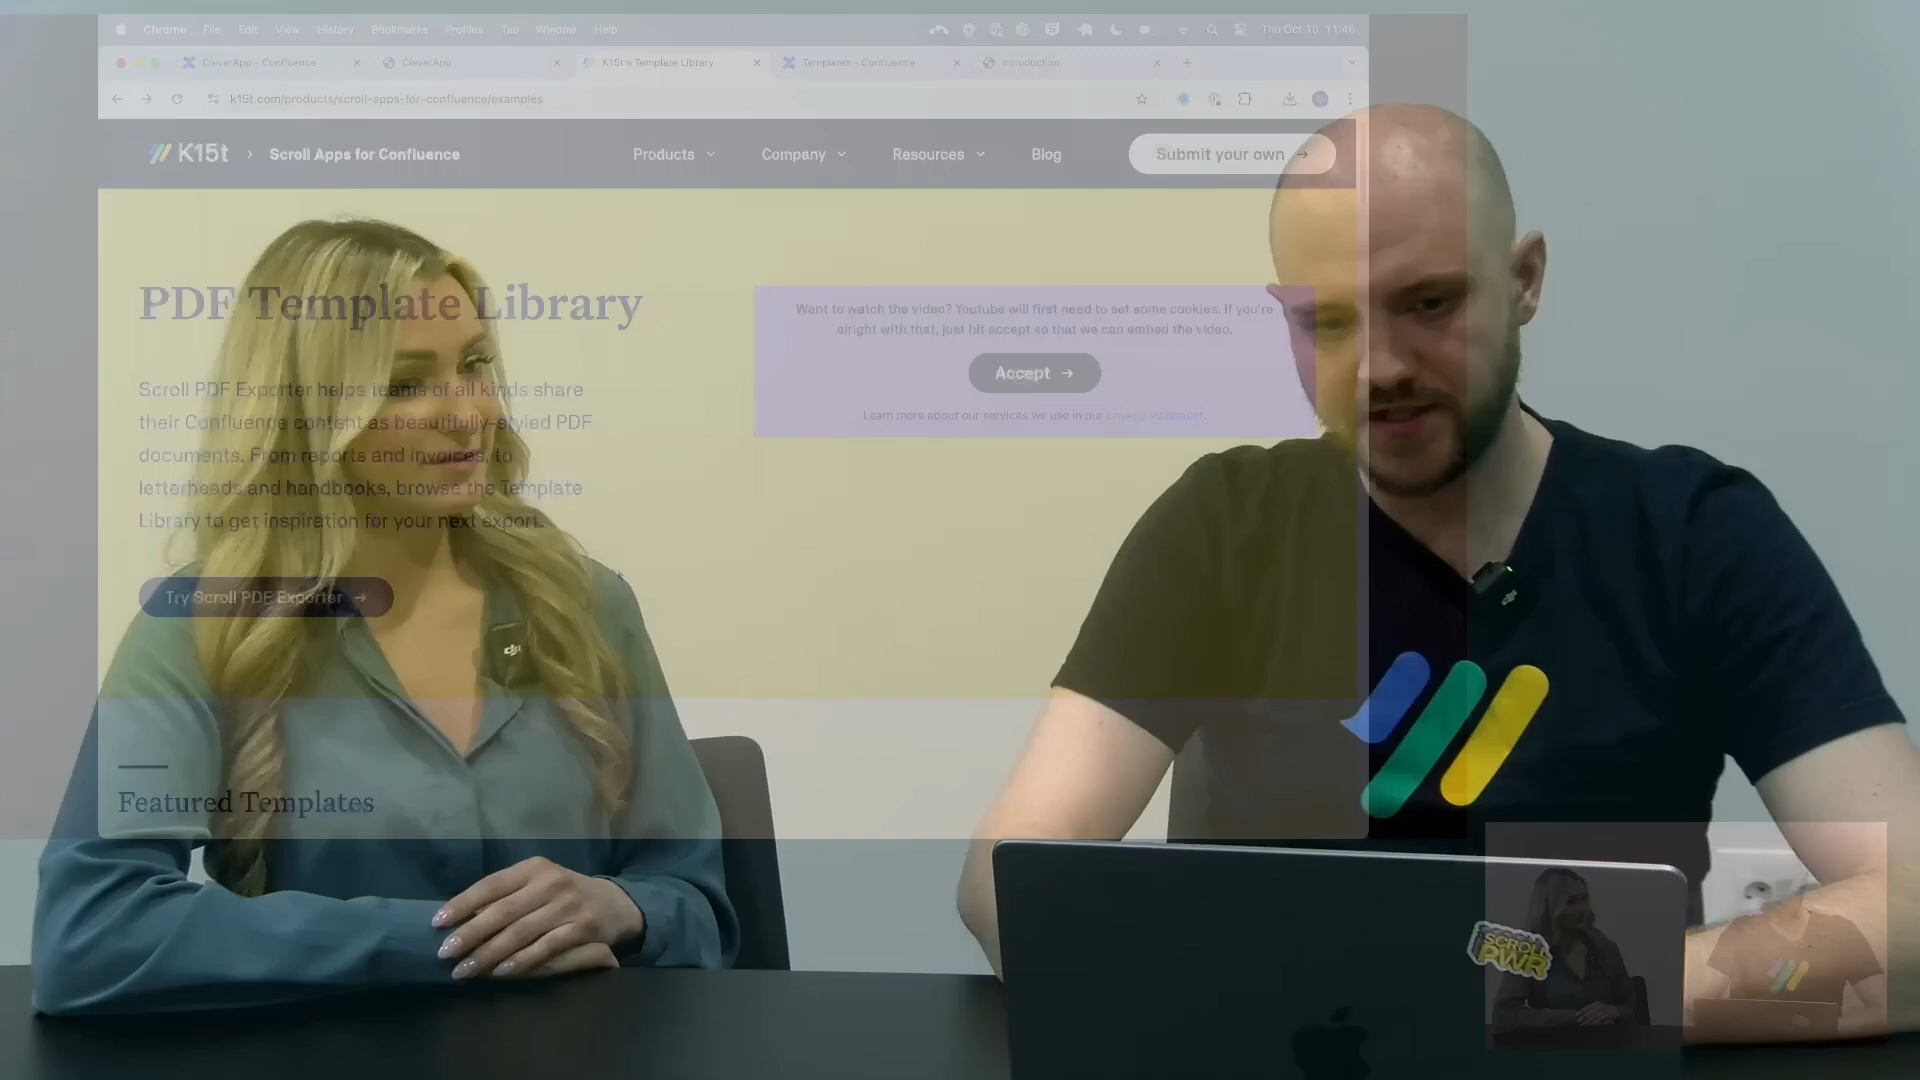 Chrome File Edit View History Bookmarks Profiles Tab Window Help Thu Oct 10 11:46
CleverApp - Confluence CleverApp K15t's Template Library Templates - Confluence Introduction
k15t.com/products/scroll-apps-for-confluence/examples
K15t › Scroll Apps for Confluence Products Company Resources Blog Submit your own →
PDF Template Library
Want to watch the video? Youtube will first need to set some cookies. If you're
alright with that, just hit accept so that we can embed the video.
Accept →
Learn more about our services we use in our privacy statement.
Scroll PDF Exporter helps teams of all kinds share
their Confluence content as beautifully-styled PDF
documents. From reports and invoices, to
letterheads and handbooks, browse the Template
Library to get inspiration for your next export.
Try Scroll PDF Exporter →
Featured Templates
dji
dji
SCROLL
PWR